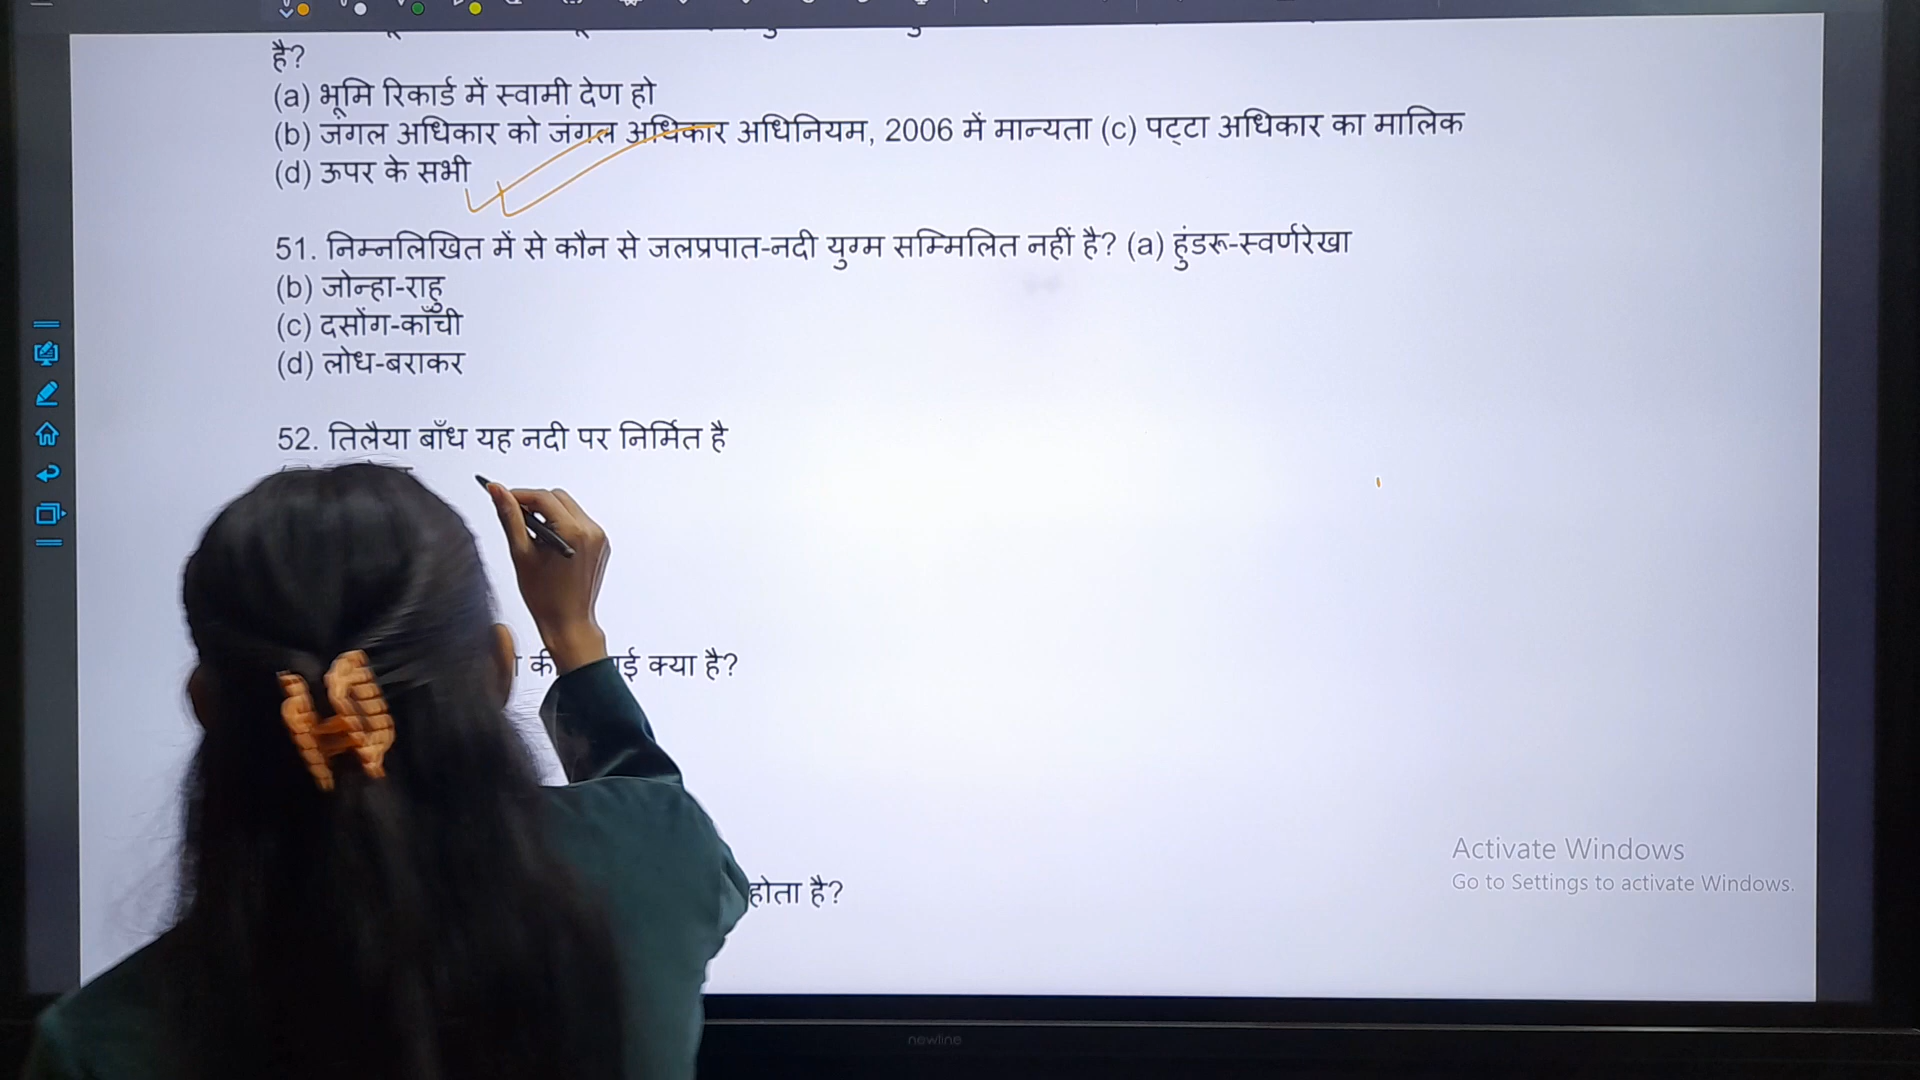 है?
(a) भूमि रिकार्ड में स्वामी देण हो
(b) जंगल अधिकार को जंगल अधिकार अधिनियम, 2006 में मान्यता (c) पट्टा अधिकार का मालिक
(d) ऊपर के सभी
51. निम्नलिखित में से कौन से जलप्रपात-नदी युग्म सम्मिलित नहीं है? (a) हुंडरू-स्वर्णरेखा
(b) जोन्हा-राहु
(c) दसोंग-काँची
(d) लोध-बराकर
52. तिलैया बाँध यह नदी पर निर्मित है
क्या है?
होता है?
Activate Windows
Go to Settings to activate Windows.
newline